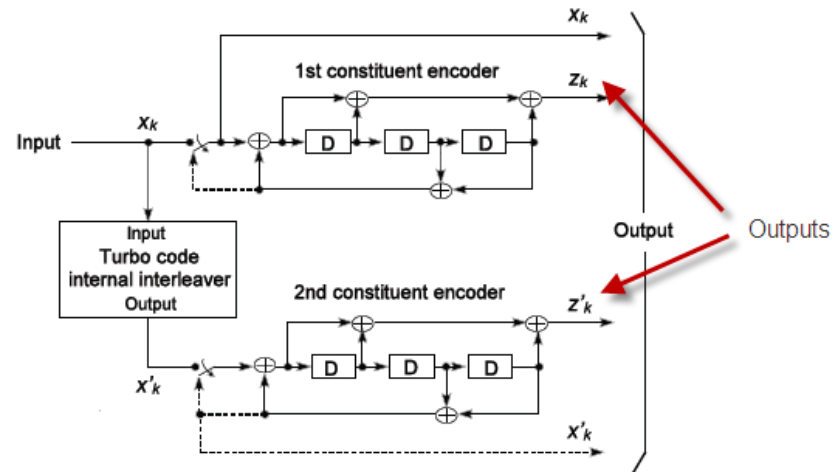 xk
1st constituent encoder
zk
Input
xk
D D D
Input
Turbo code
internal interleaver
Output
Output
Outputs
2nd constituent encoder
z'k
D D D
x'k
x'k